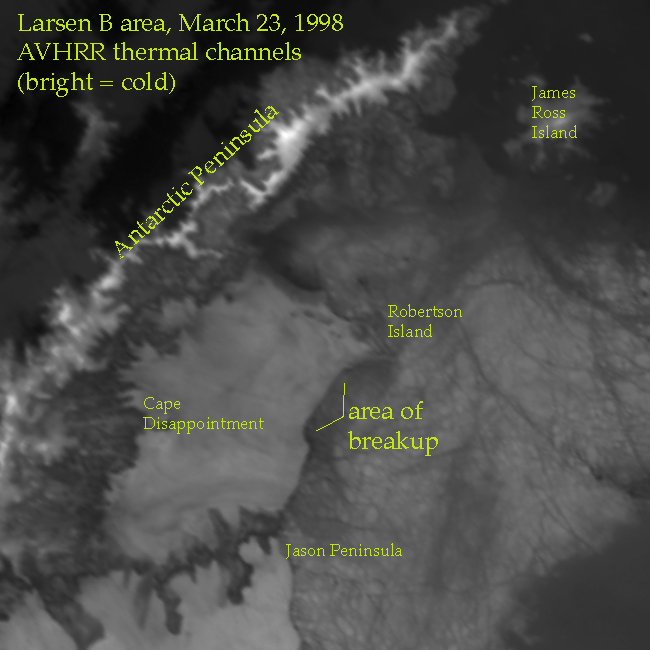 Larsen B area, March 23, 1998
AVHRR thermal channels
(bright = cold)
James
Ross
Island
Antarctic Peninsula
Robertson
Island
Cape
Disappointment
area of
breakup
Jason Peninsula